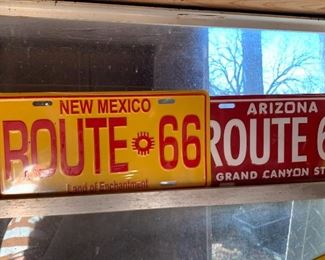 NEW MEXICO
ROUTE 66
Land of Enchantment
ARIZONA
ROUTE 6
GRAND CANYON ST